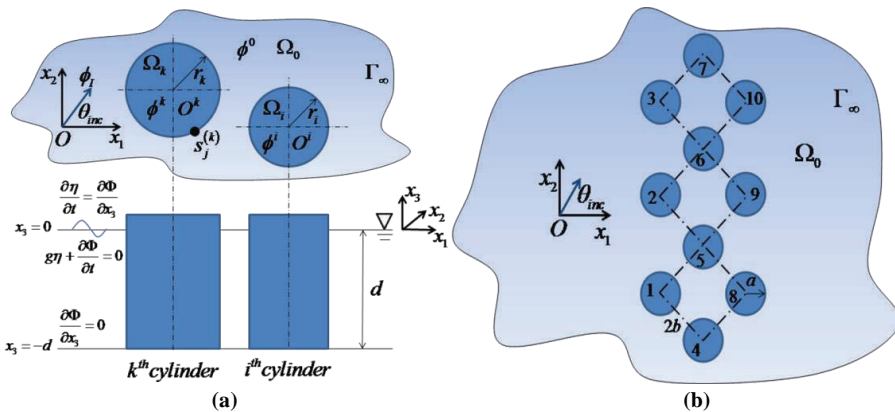 x₂
ϕ_I
θ_inc
O
x₁
Ω_k
r_k
ϕ^k
O^k
s_j^(k)
ϕ⁰
Ω₀
Γ_∞
Ω_i
r_i
ϕ^i
O^i
∂η/∂t = ∂Φ/∂x₃
x₃=0
gη + ∂Φ/∂t = 0
∂Φ/∂x₃ = 0
x₃=-d
x₃
x₂
x₁
d
k^th cylinder
i^th cylinder
(a)
7
3
10
6
2
9
5
1
8
a
2b
4
x₂
θ_inc
O
x₁
Γ_∞
Ω₀
(b)